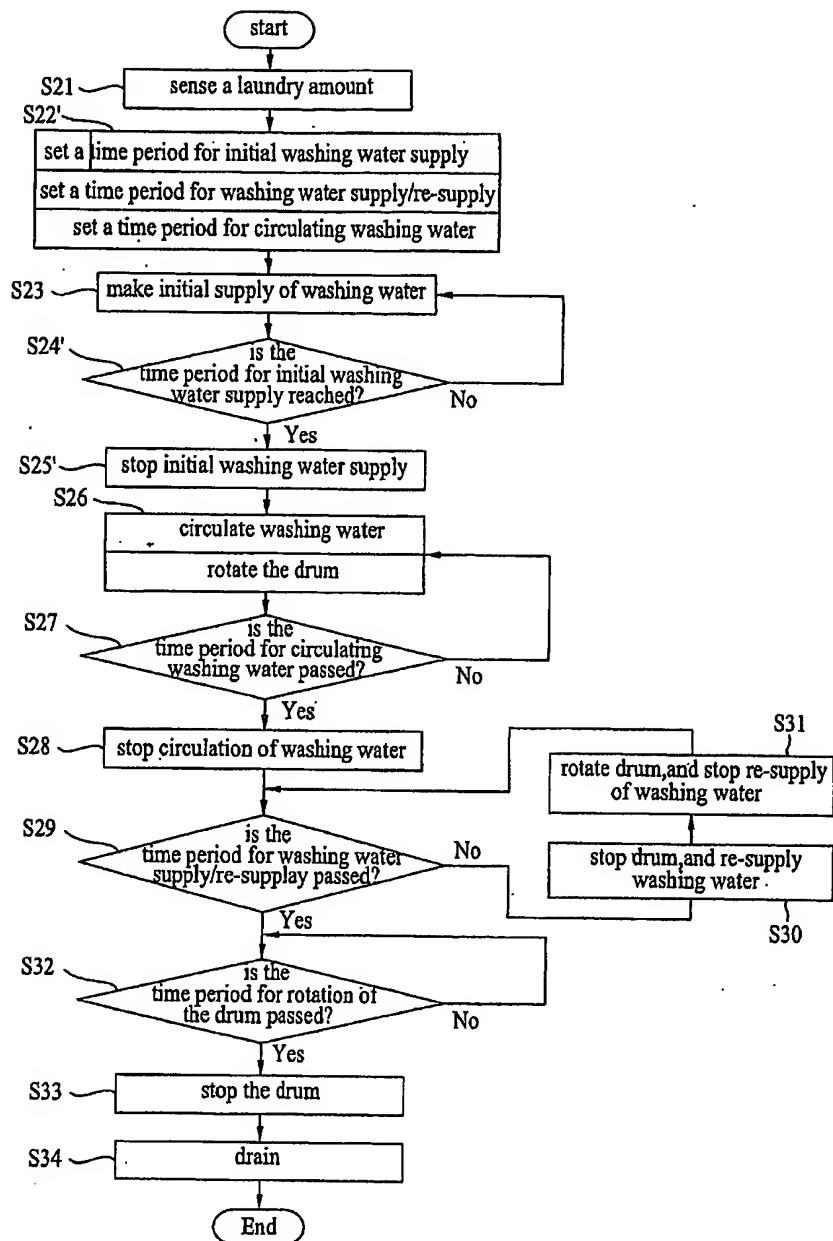 start
S21
sense a laundry amount
S22'
set a time period for initial washing water supply
set a time period for washing water supply/re-supply
set a time period for circulating washing water
S23
make initial supply of washing water
S24'
is the
time period for initial washing
water supply reached?
No
Yes
S25'
stop initial washing water supply
S26
circulate washing water
rotate the drum
S27
is the
time period for circulating
washing water passed?
No
Yes
S28
stop circulation of washing water
S31
rotate drum,and stop re-supply
of washing water
S29
is the
time period for washing water
supply/re-supplay passed?
No
stop drum,and re-supply
washing water
S30
Yes
S32
is the
time period for rotation of
the drum passed?
No
Yes
S33
stop the drum
S34
drain
End